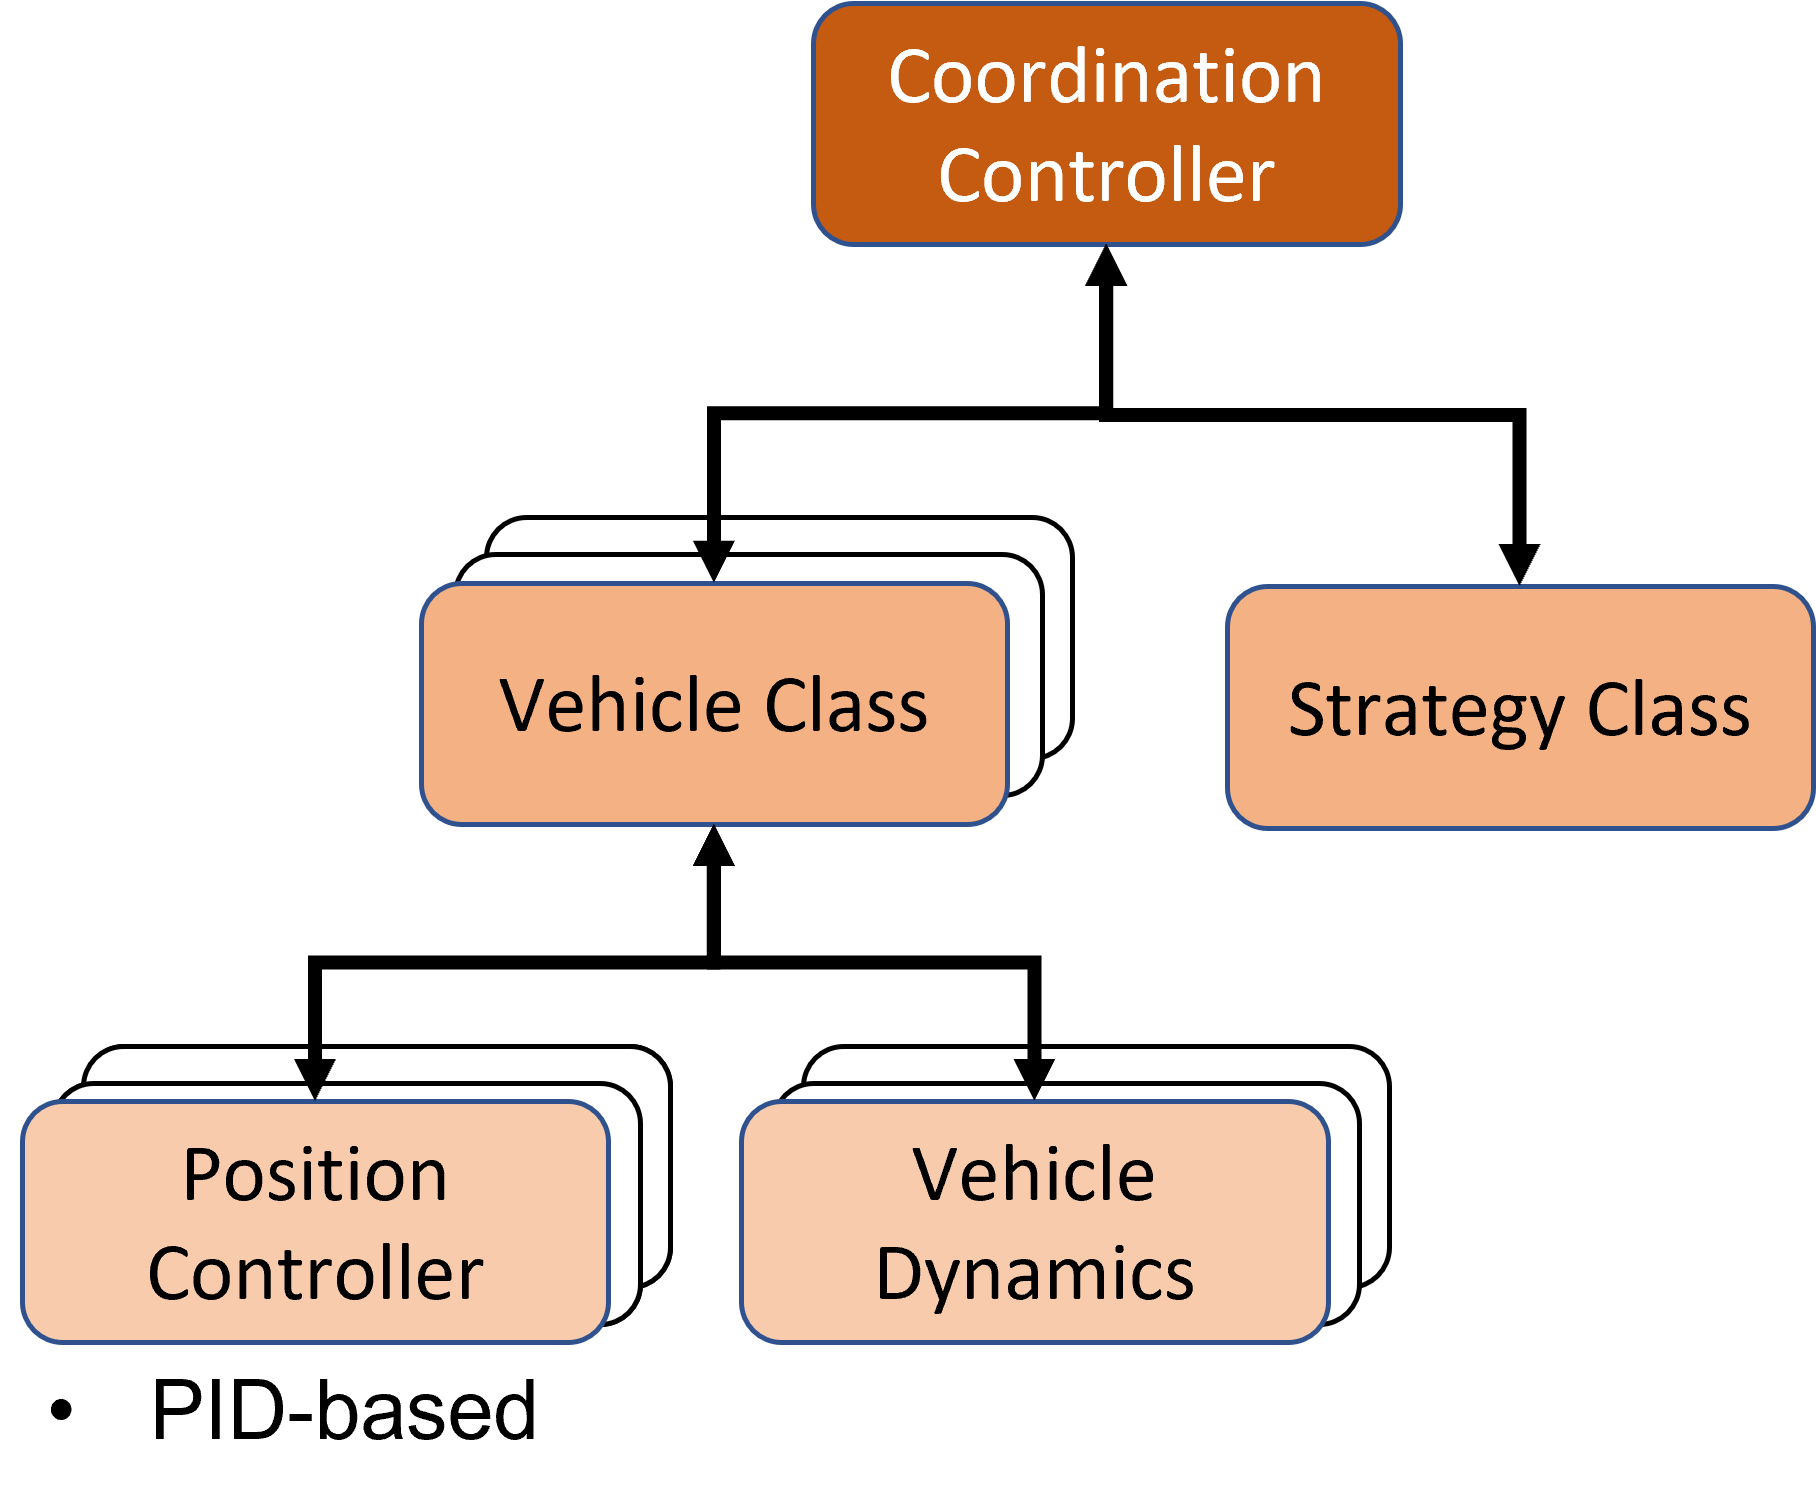 Coordination
Controller
Vehicle Class
Strategy Class
Position
Controller
Vehicle
Dynamics
• PID-based